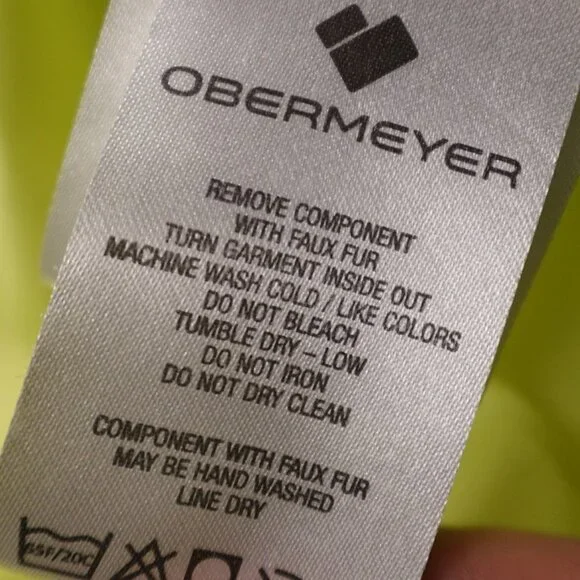 OBERMEYER
REMOVE COMPONENT
WITH FAUX FUR
TURN GARMENT INSIDE OUT
MACHINE WASH COLD / LIKE COLORS
DO NOT BLEACH
TUMBLE DRY – LOW
DO NOT IRON
DO NOT DRY CLEAN
COMPONENT WITH FAUX FUR
MAY BE HAND WASHED
LINE DRY
65F/20C